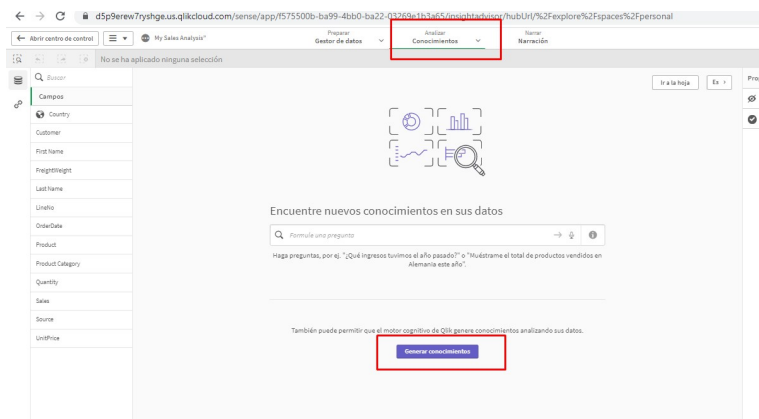 d5p9erew7ryshge.us.qlikcloud.com/sense/app/f575500b-ba99-4bb0-ba22-03269e1b3a65/insightadvisor/hubUrl/%2Fexplore%2Fspaces%2Fpersonal
Abrir centro de control
My Sales Analysis*
Preparar
Gestor de datos
Analizar
Conocimientos
Narrar
Narración
No se ha aplicado ninguna selección
Buscar
Ir a la hoja
Es
Campos
Country
Customer
First Name
FreightWeight
Last Name
LineNo
OrderDate
Product
Product Category
Quantity
Sales
Source
UnitPrice
Encuentre nuevos conocimientos en sus datos
Formule una pregunta
Haga preguntas, por ej. "¿Qué ingresos tuvimos el año pasado?" o "Muéstrame el total de productos vendidos en
Alemania este año".
También puede permitir que el motor cognitivo de Qlik genere conocimientos analizando sus datos.
Generar conocimientos